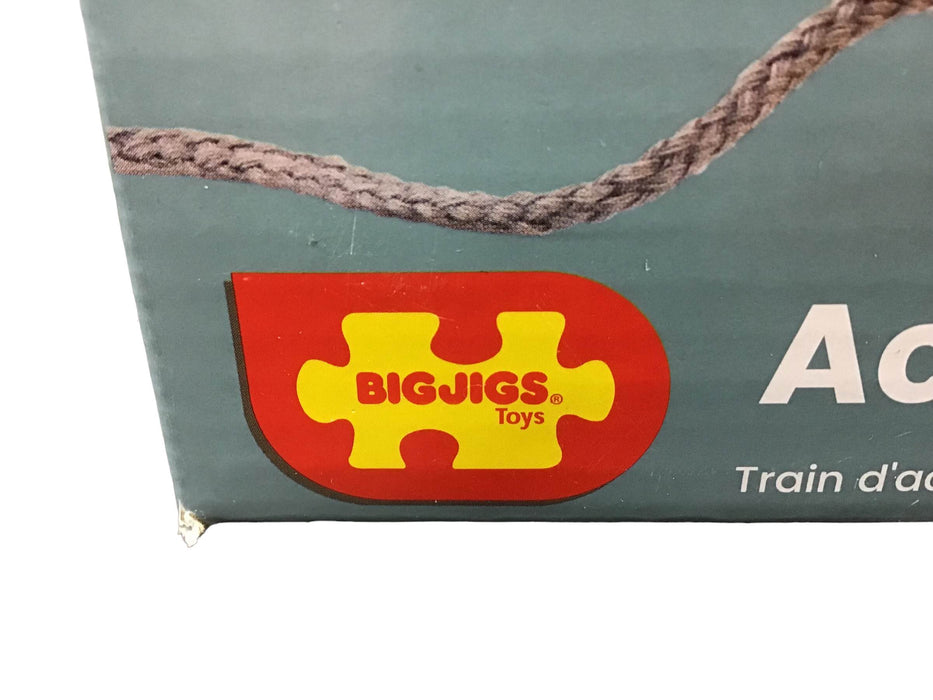 BIGJIGS®
Toys
Ac
Train d'ac